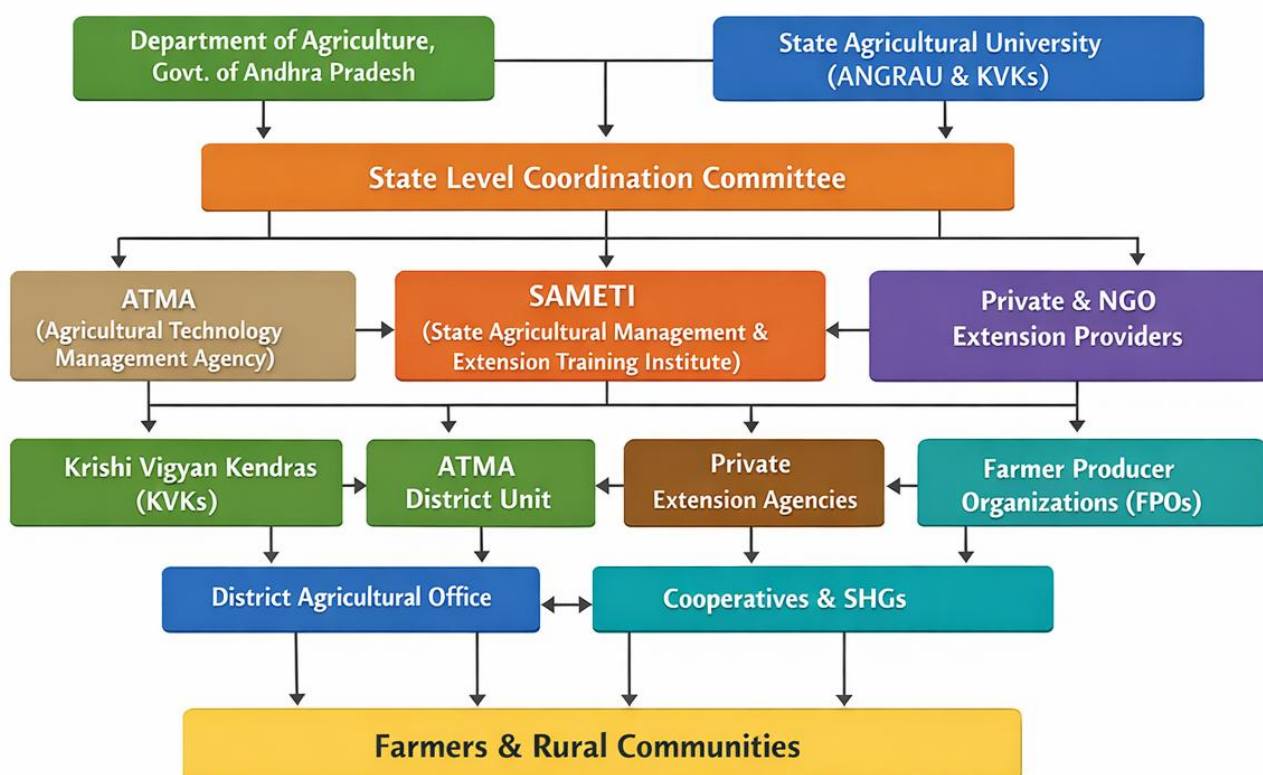 Department of Agriculture,
Govt. of Andhra Pradesh
State Agricultural University
(ANGRAU & KVKs)
State Level Coordination Committee
ATMA
(Agricultural Technology
Management Agency)
SAMETI
(State Agricultural Management &
Extension Training Institute)
Private & NGO
Extension Providers
Krishi Vigyan Kendras
(KVKs)
ATMA
District Unit
Private
Extension Agencies
Farmer Producer
Organizations (FPOs)
District Agricultural Office
Cooperatives & SHGs
Farmers & Rural Communities